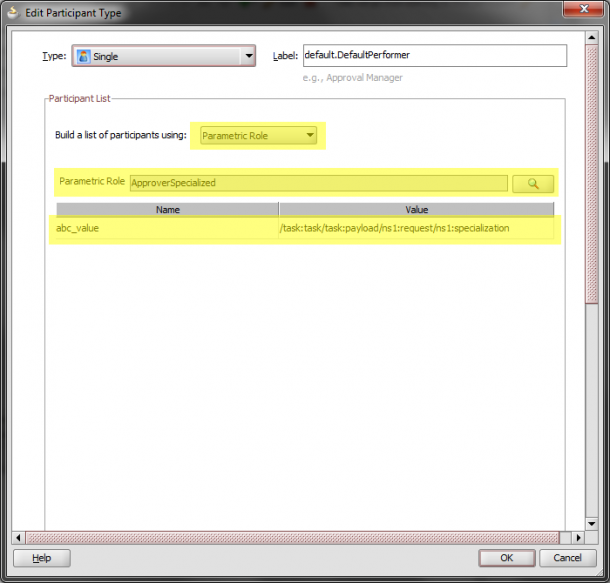 Edit Participant Type
Type: Single Label: default.DefaultPerformer
e.g., Approval Manager
Participant List
Build a list of participants using: Parametric Role
Parametric Role ApproverSpecialized
Name Value
abc_value /task:task/task:payload/ns1:request/ns1:specialization
Help OK Cancel